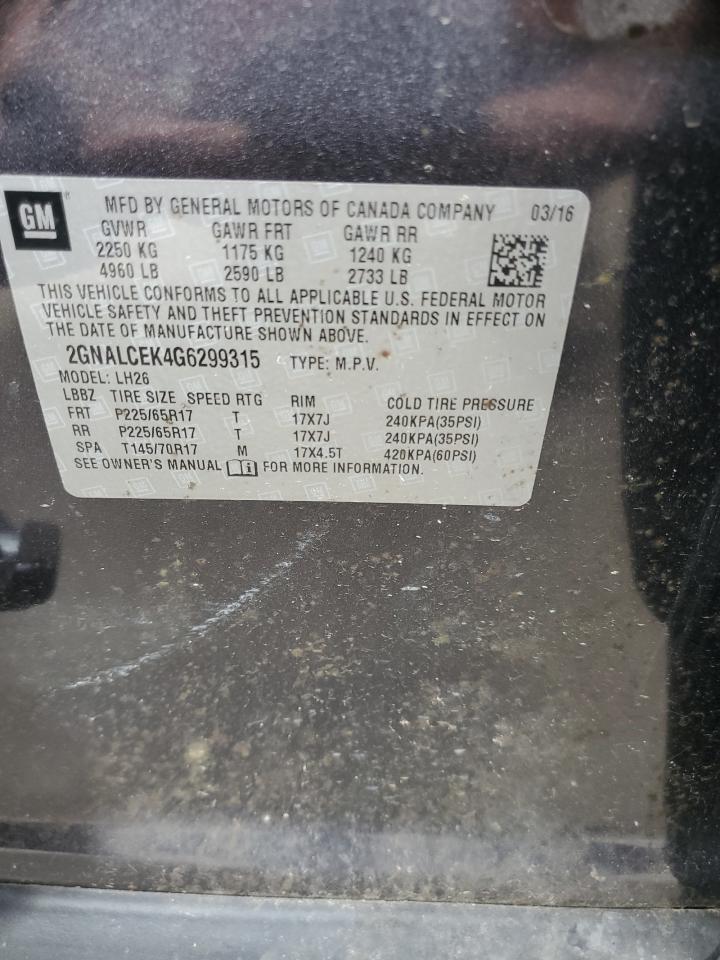 GM
MFD BY GENERAL MOTORS OF CANADA COMPANY 03/16
GVWR GAWR FRT GAWR RR
2250 KG 1175 KG 1240 KG
4960 LB 2590 LB 2733 LB
THIS VEHICLE CONFORMS TO ALL APPLICABLE U.S. FEDERAL MOTOR
VEHICLE SAFETY AND THEFT PREVENTION STANDARDS IN EFFECT ON
THE DATE OF MANUFACTURE SHOWN ABOVE.
2GNALCEK4G6299315 TYPE: M.P.V.
MODEL: LH26
LBBZ TIRE SIZE SPEED RTG RIM COLD TIRE PRESSURE
FRT P225/65R17 T 17X7J 240KPA(35PSI)
RR P225/65R17 T 17X7J 240KPA(35PSI)
SPA T145/70R17 M 17X4.5T 420KPA(60PSI)
SEE OWNER'S MANUAL FOR MORE INFORMATION.